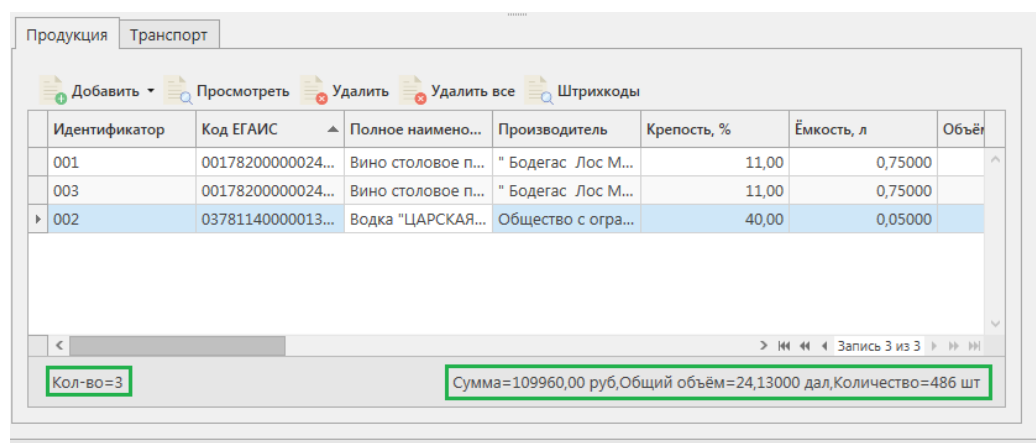 Продукция Транспорт
Добавить Просмотреть Удалить Удалить все Штрихкоды
Идентификатор Код ЕГАИС Полное наимено... Производитель Крепость, % Ёмкость, л Объём
001 00178200000024... Вино столовое п... " Бодегас Лос М... 11,00 0,75000
003 00178200000024... Вино столовое п... " Бодегас Лос М... 11,00 0,75000
002 03781140000013... Водка "ЦАРСКАЯ... Общество с огра... 40,00 0,05000
Запись 3 из 3
Кол-во=3 Сумма=109960,00 руб,Общий объём=24,13000 дал,Количество=486 шт